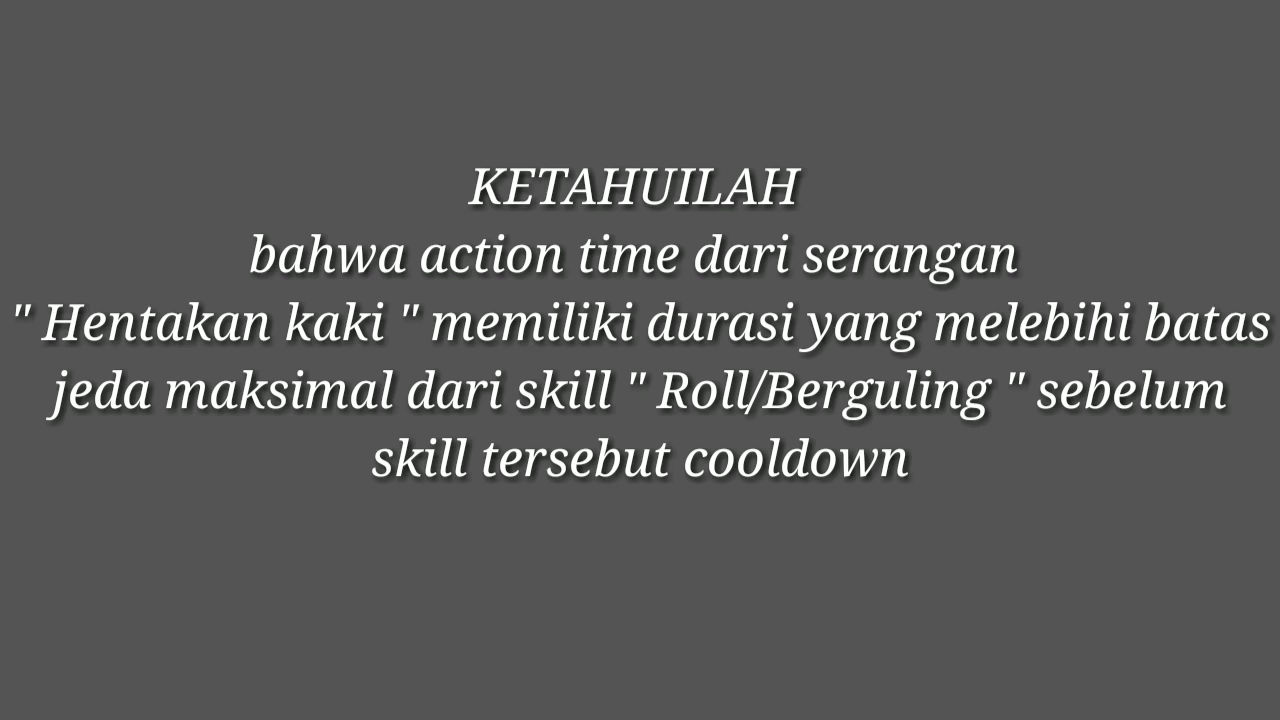 KETAHUILAH
bahwa action time dari serangan
" Hentakan kaki " memiliki durasi yang melebihi batas
jeda maksimal dari skill " Roll/Berguling " sebelum
skill tersebut cooldown